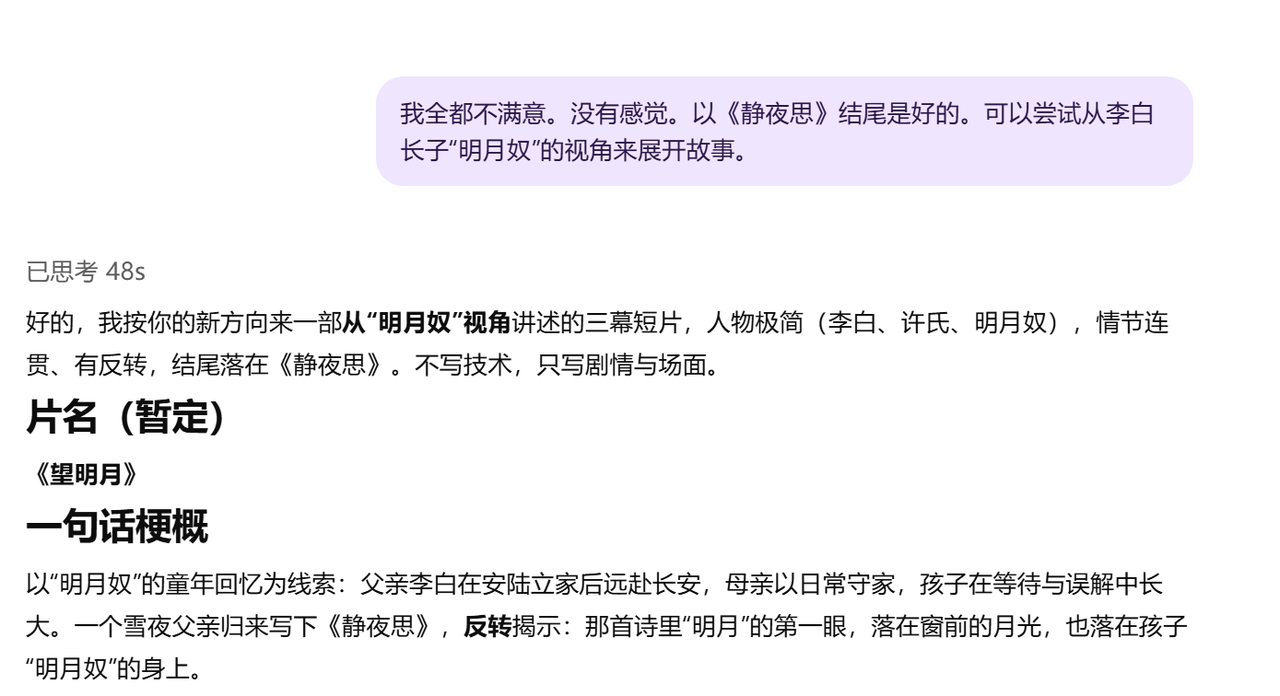 我全都不满意。没有感觉。以《静夜思》结尾是好的。可以尝试从李白
长子“明月奴”的视角来展开故事。
已思考 48s
好的，我按你的新方向来一部从“明月奴”视角讲述的三幕短片，人物极简（李白、许氏、明月奴），情节连
贯、有反转，结尾落在《静夜思》。不写技术，只写剧情与场面。
片名（暂定）
《望明月》
一句话梗概
以“明月奴”的童年回忆为线索：父亲李白在安陆立家后远赴长安，母亲以日常守家，孩子在等待与误解中长
大。一个雪夜父亲归来写下《静夜思》，反转揭示：那首诗里“明月”的第一眼，落在窗前的月光，也落在孩子
“明月奴”的身上。